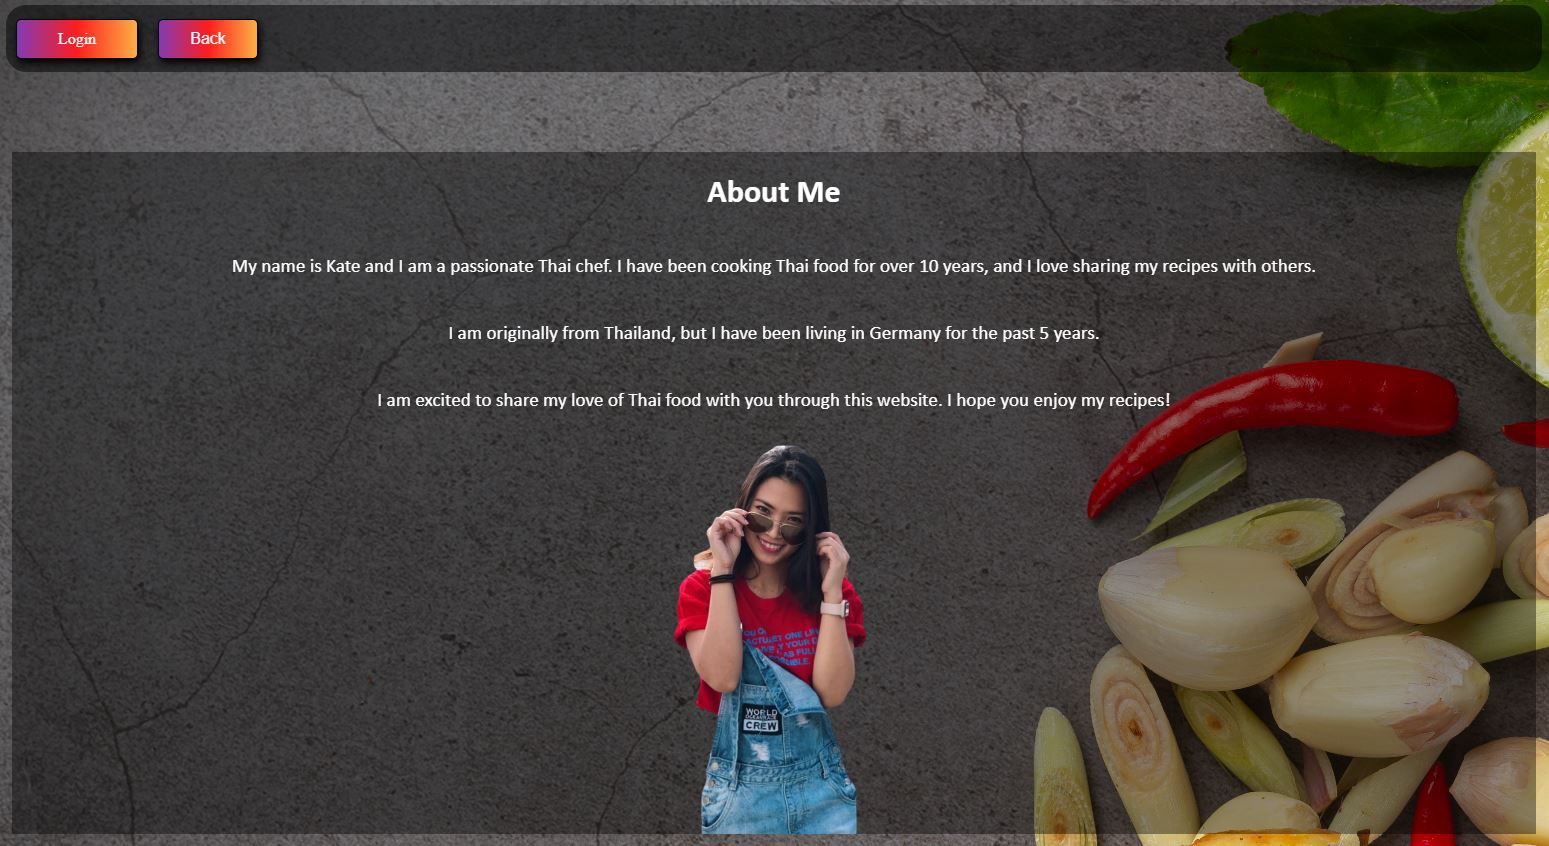 Login
Back
About Me
My name is Kate and I am a passionate Thai chef. I have been cooking Thai food for over 10 years, and I love sharing my recipes with others.
I am originally from Thailand, but I have been living in Germany for the past 5 years.
I am excited to share my love of Thai food with you through this website. I hope you enjoy my recipes!
WORLD
CREW